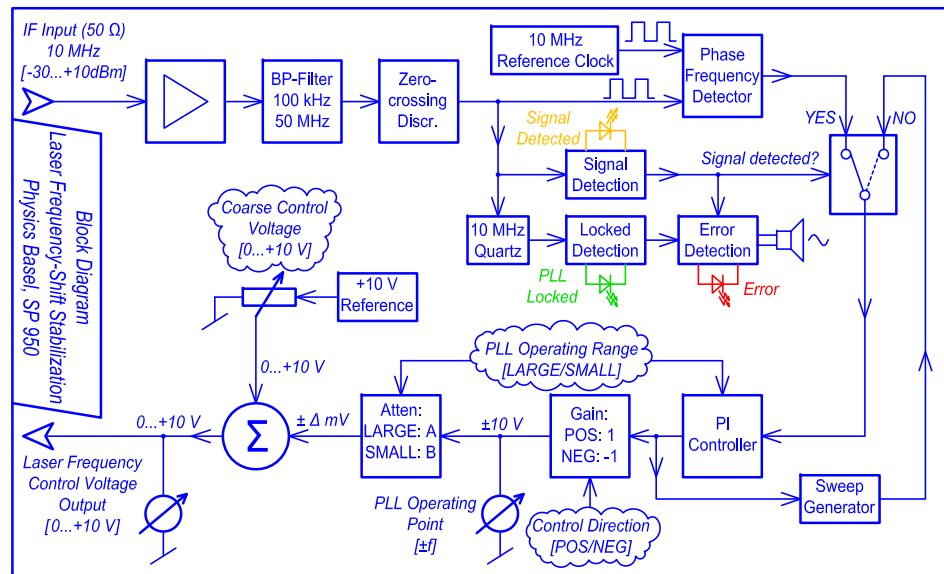 IF Input (50 Ω)
10 MHz
[-30...+10dBm]
BP-Filter
100 kHz
50 MHz
Zero-
crossing
Discr.
10 MHz
Reference Clock
Phase
Frequency
Detector
YES
NO
Signal
Detected
Signal
Detection
Signal detected?
10 MHz
Quartz
Locked
Detection
Error
Detection
PLL
Locked
Error
Block Diagram
Laser Frequency-Shift Stabilization
Physics Basel, SP 950
Coarse Control
Voltage
[0...+10 V]
+10 V
Reference
0...+10 V
PLL Operating Range
[LARGE/SMALL]
0...+10 V
Σ
± Δ mV
Atten:
LARGE: A
SMALL: B
±10 V
Gain:
POS: 1
NEG: -1
PI
Controller
Sweep
Generator
Laser Frequency
Control Voltage
Output
[0...+10 V]
PLL Operating
Point
[±f]
Control Direction
[POS/NEG]